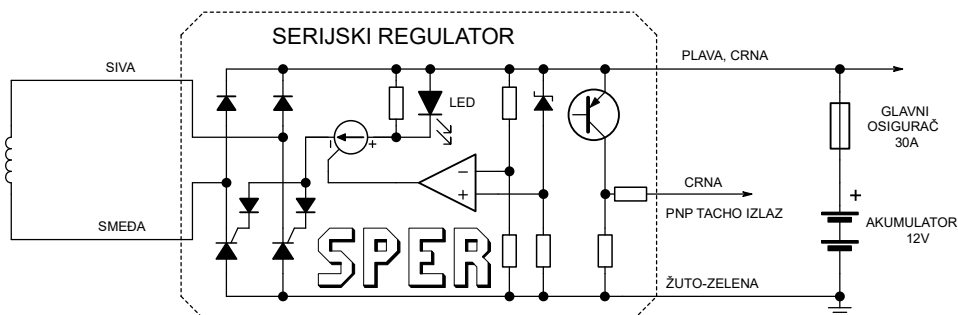 SERIJSKI REGULATOR
SIVA
PLAVA, CRNA
LED
GLAVNI
OSIGURAČ
30A
− +
−
+
CRNA
PNP TACHO IZLAZ
+
AKUMULATOR
12V
SMEĐA
SPER
ŽUTO-ZELENA